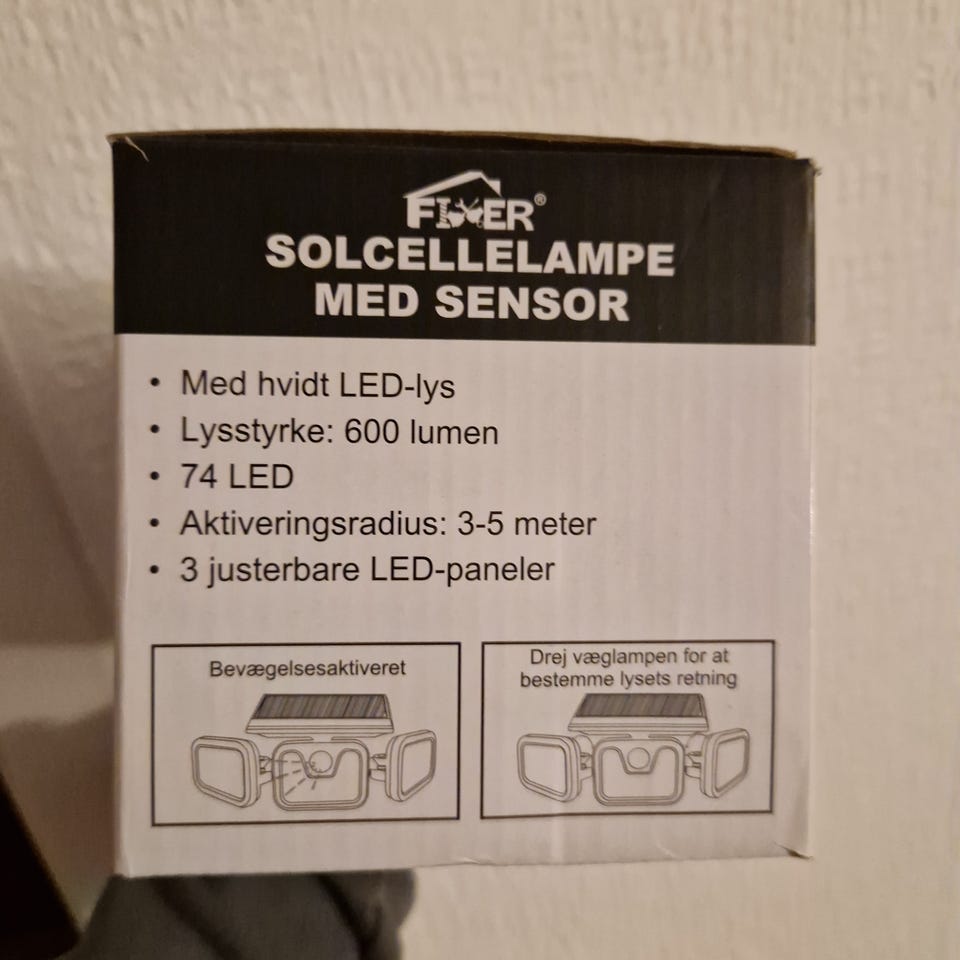 FIXER®
SOLCELLELAMPE
MED SENSOR
• Med hvidt LED-lys
• Lysstyrke: 600 lumen
• 74 LED
• Aktiveringsradius: 3-5 meter
• 3 justerbare LED-paneler
Bevægelsesaktiveret
Drej væglampen for at
bestemme lysets retning